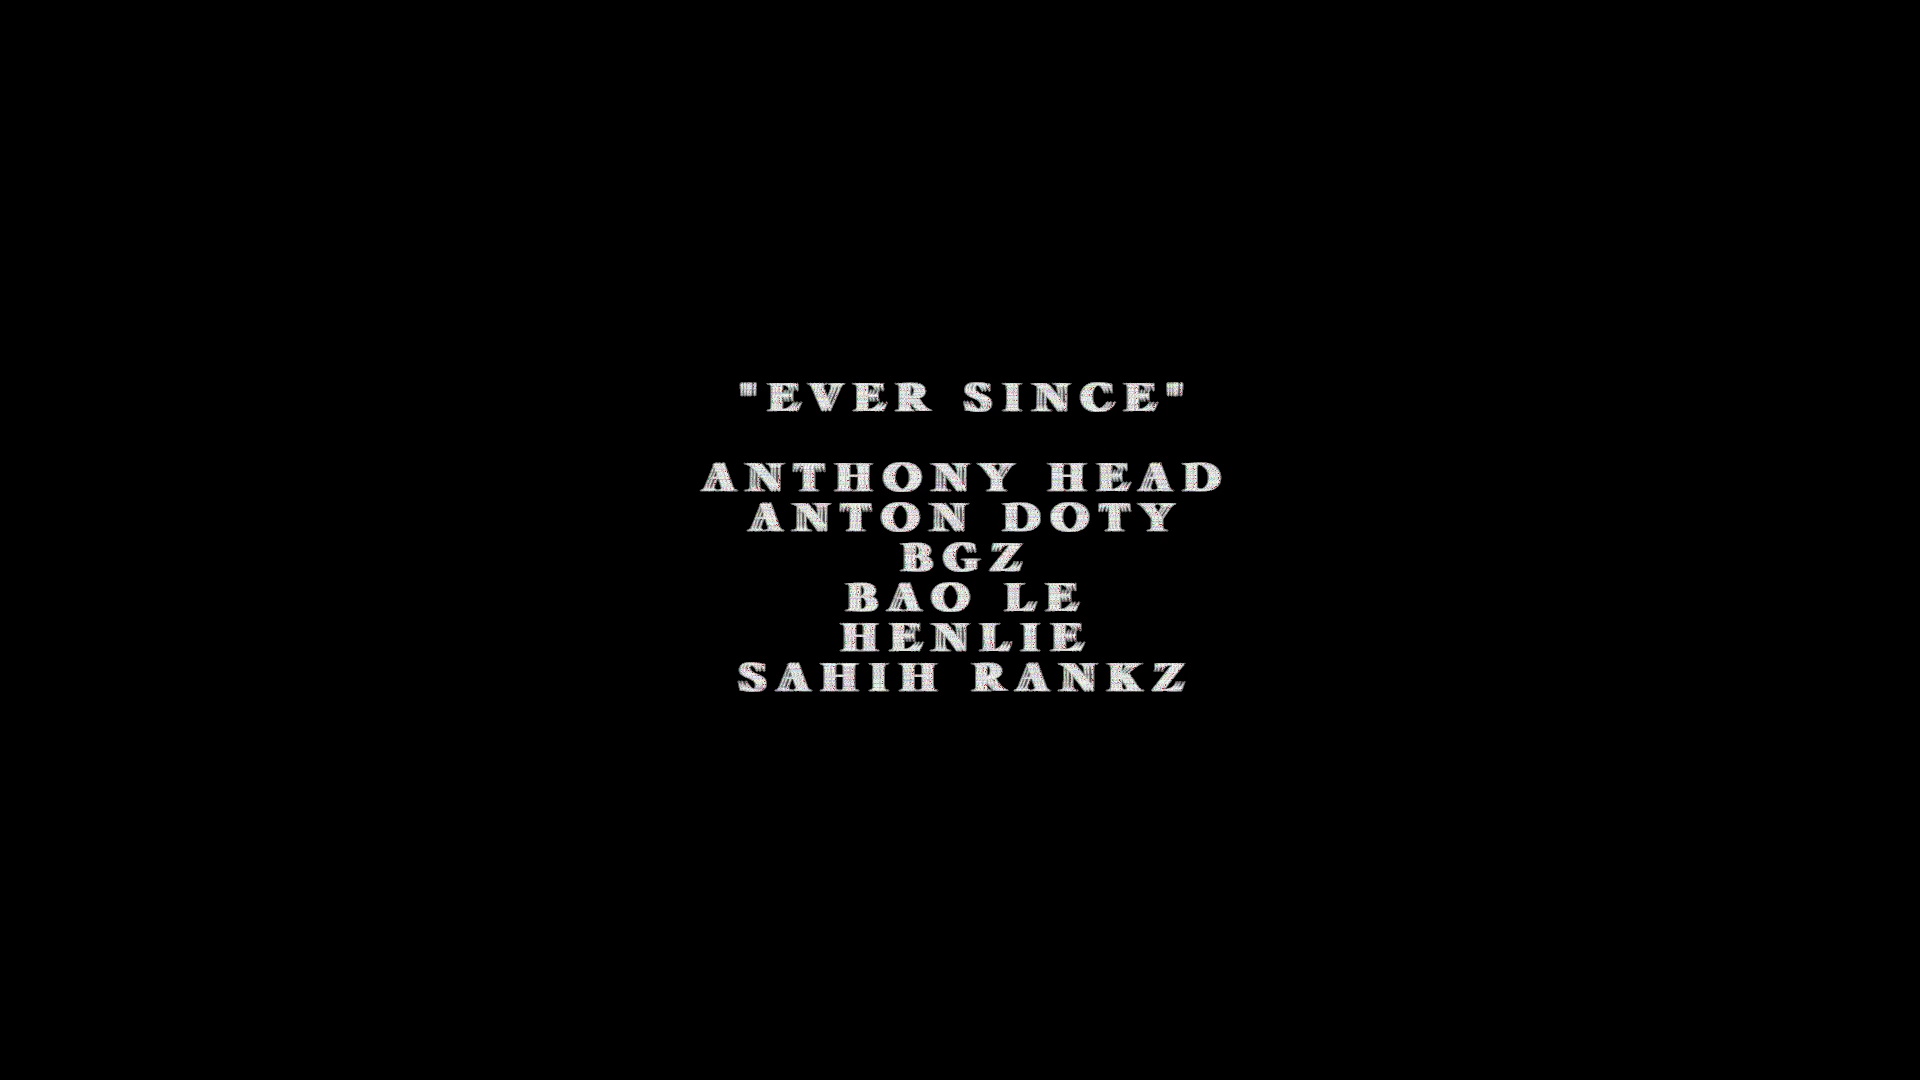 "EVER SINCE"
ANTHONY HEAD
ANTON DOTY
BGZ
BAO LE
HENLIE
SAHIH RANKZ